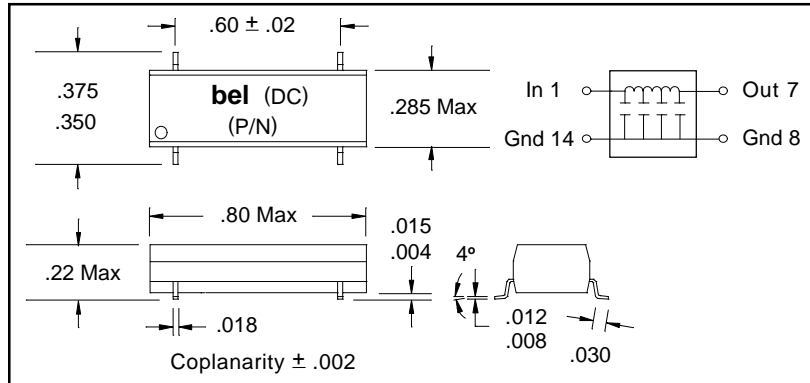 .60 ± .02
.375
.350
bel (DC)
(P/N)
.285 Max
In 1
Out 7
Gnd 14
Gnd 8
.80 Max
.015
.004
.22 Max
4º
.018
.012
.008
.030
Coplanarity ± .002